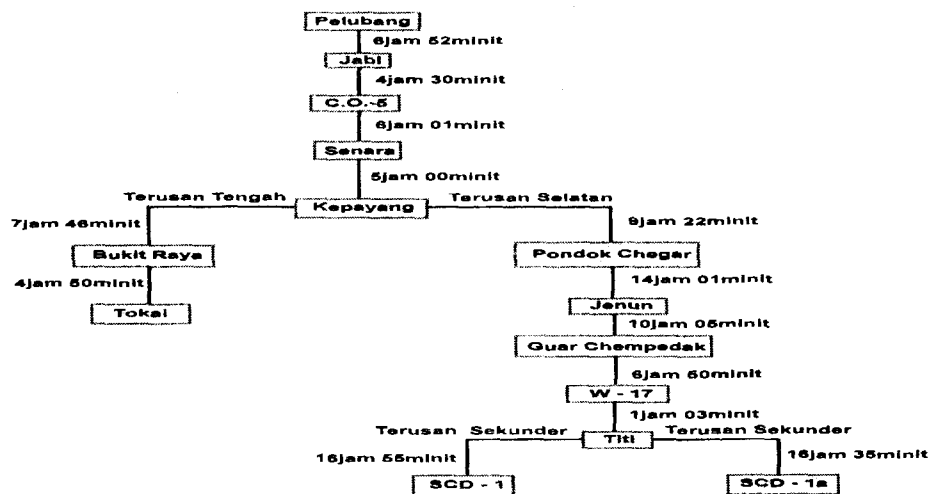 Pelubang
6jam 52minit
Jabi
4jam 30minit
C.O.-5
6jam 01minit
Sanara
5jam 00minit
Terusan Tengah
Kepayang
Terusan Selatan
7jam 46minit
9jam 22minit
Bukit Raya
Pondok Chegar
4jam 50minit
14jam 01minit
Tokai
Jenun
10jam 05minit
Guar Chempedak
6jam 50minit
W - 17
1jam 03minit
Terusan Sekunder
Titi
Terusan Sekunder
16jam 55minit
16jam 35minit
SCD - 1
SCD - 1a